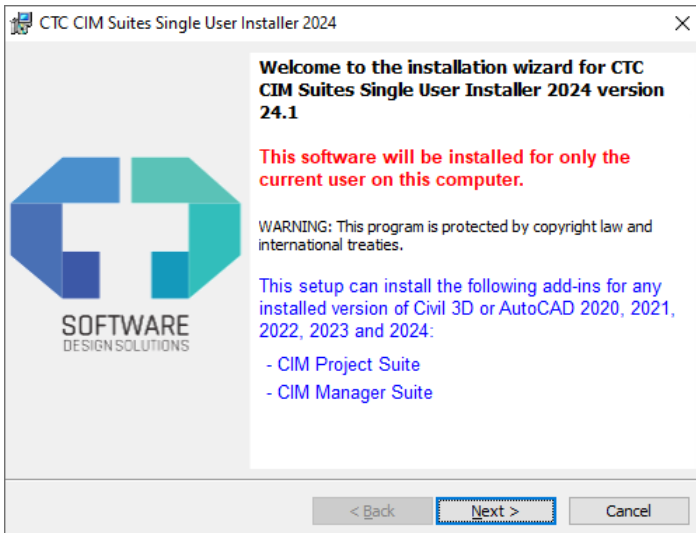 CTC CIM Suites Single User Installer 2024
Welcome to the installation wizard for CTC
CIM Suites Single User Installer 2024 version
24.1
This software will be installed for only the
current user on this computer.
WARNING: This program is protected by copyright law and
international treaties.
This setup can install the following add-ins for any
installed version of Civil 3D or AutoCAD 2020, 2021,
2022, 2023 and 2024:
- CIM Project Suite
- CIM Manager Suite
SOFTWARE
DESIGN SOLUTIONS
< Back
Next >
Cancel